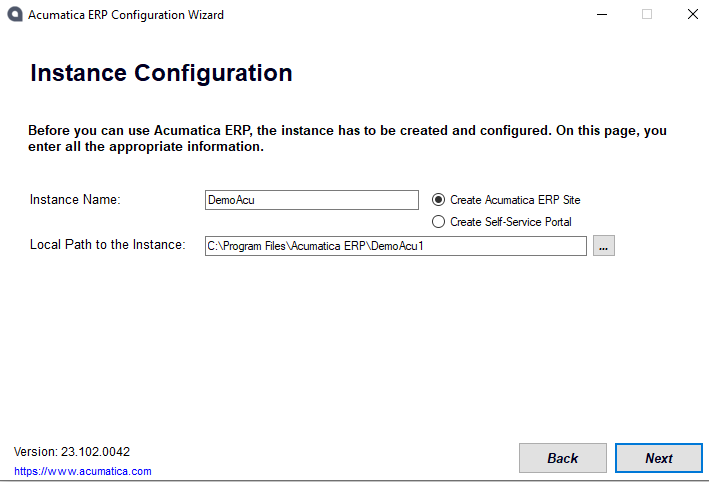 Acumatica ERP Configuration Wizard
Instance Configuration
Before you can use Acumatica ERP, the instance has to be created and configured. On this page, you
enter all the appropriate information.
Instance Name:
DemoAcu
Create Acumatica ERP Site
Create Self-Service Portal
Local Path to the Instance:
C:\Program Files\Acumatica ERP\DemoAcu1
...
Version: 23.102.0042
https://www.acumatica.com
Back
Next